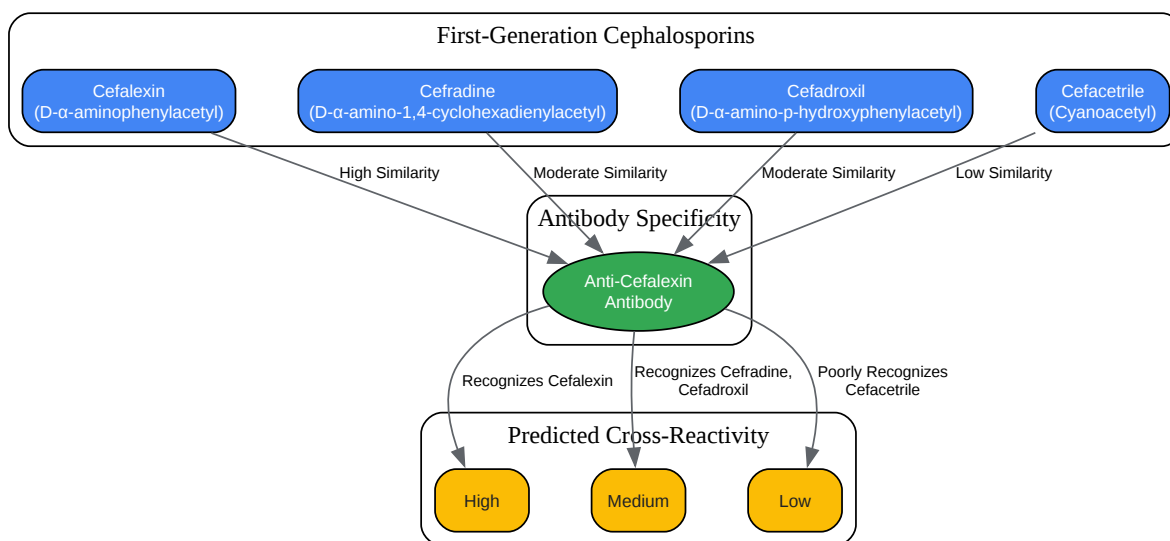 First-Generation Cephalosporins
Cefalexin
(D-α-aminophenylacetyl)
Cefradine
(D-α-amino-1,4-cyclohexadienylacetyl)
Cefadroxil
(D-α-amino-p-hydroxyphenylacetyl)
Cefacetrile
(Cyanoacetyl)
High Similarity
Moderate Similarity
Moderate Similarity
Low Similarity
Antibody Specificity
Anti-Cefalexin
Antibody
Recognizes Cefalexin
Recognizes Cefradine,
Cefadroxil
Poorly Recognizes
Cefacetrile
Predicted Cross-Reactivity
High
Medium
Low